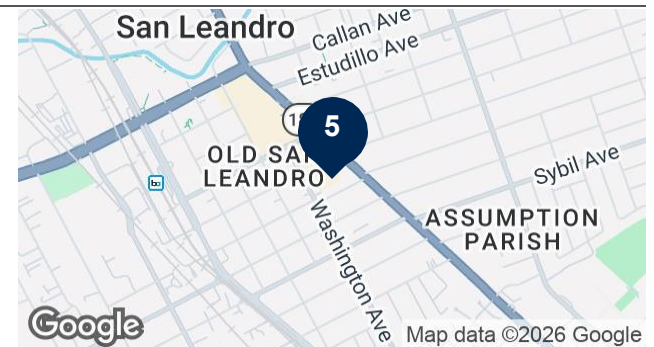 San Leandro
Callan Ave
Estudillo Ave
5
OLD SAN
LEANDRO
Sybil Ave
Washington Ave
ASSUMPTION
PARISH
Google
Map data ©2026 Google